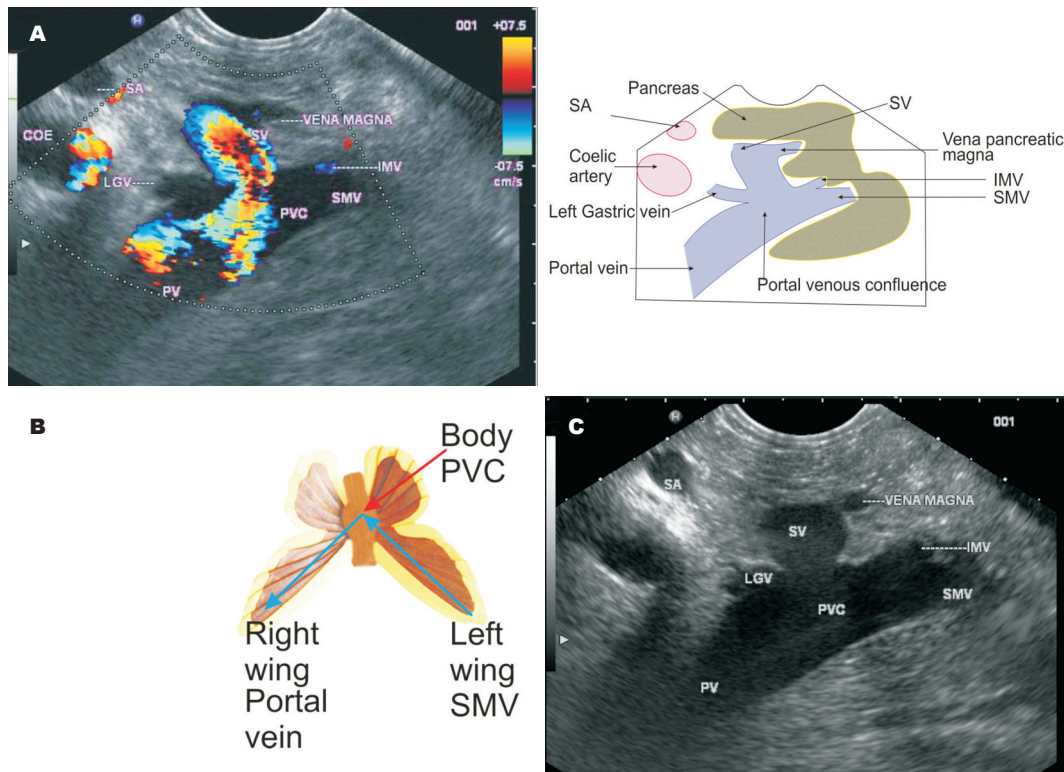 A
H
001
+07.5
SA
COE
SV
VENA MAGNA
LGV
IMV
-07.5
cm/s
SMV
PVC
PV
Pancreas
SV
SA
Vena pancreatic
magna
Coelic
artery
IMV
SMV
Left Gastric vein
Portal vein
Portal venous confluence
B
Body
PVC
Right
wing
Portal
vein
Left
wing
SMV
C
H
001
SA
VENA MAGNA
SV
IMV
LGV
SMV
PVC
PV